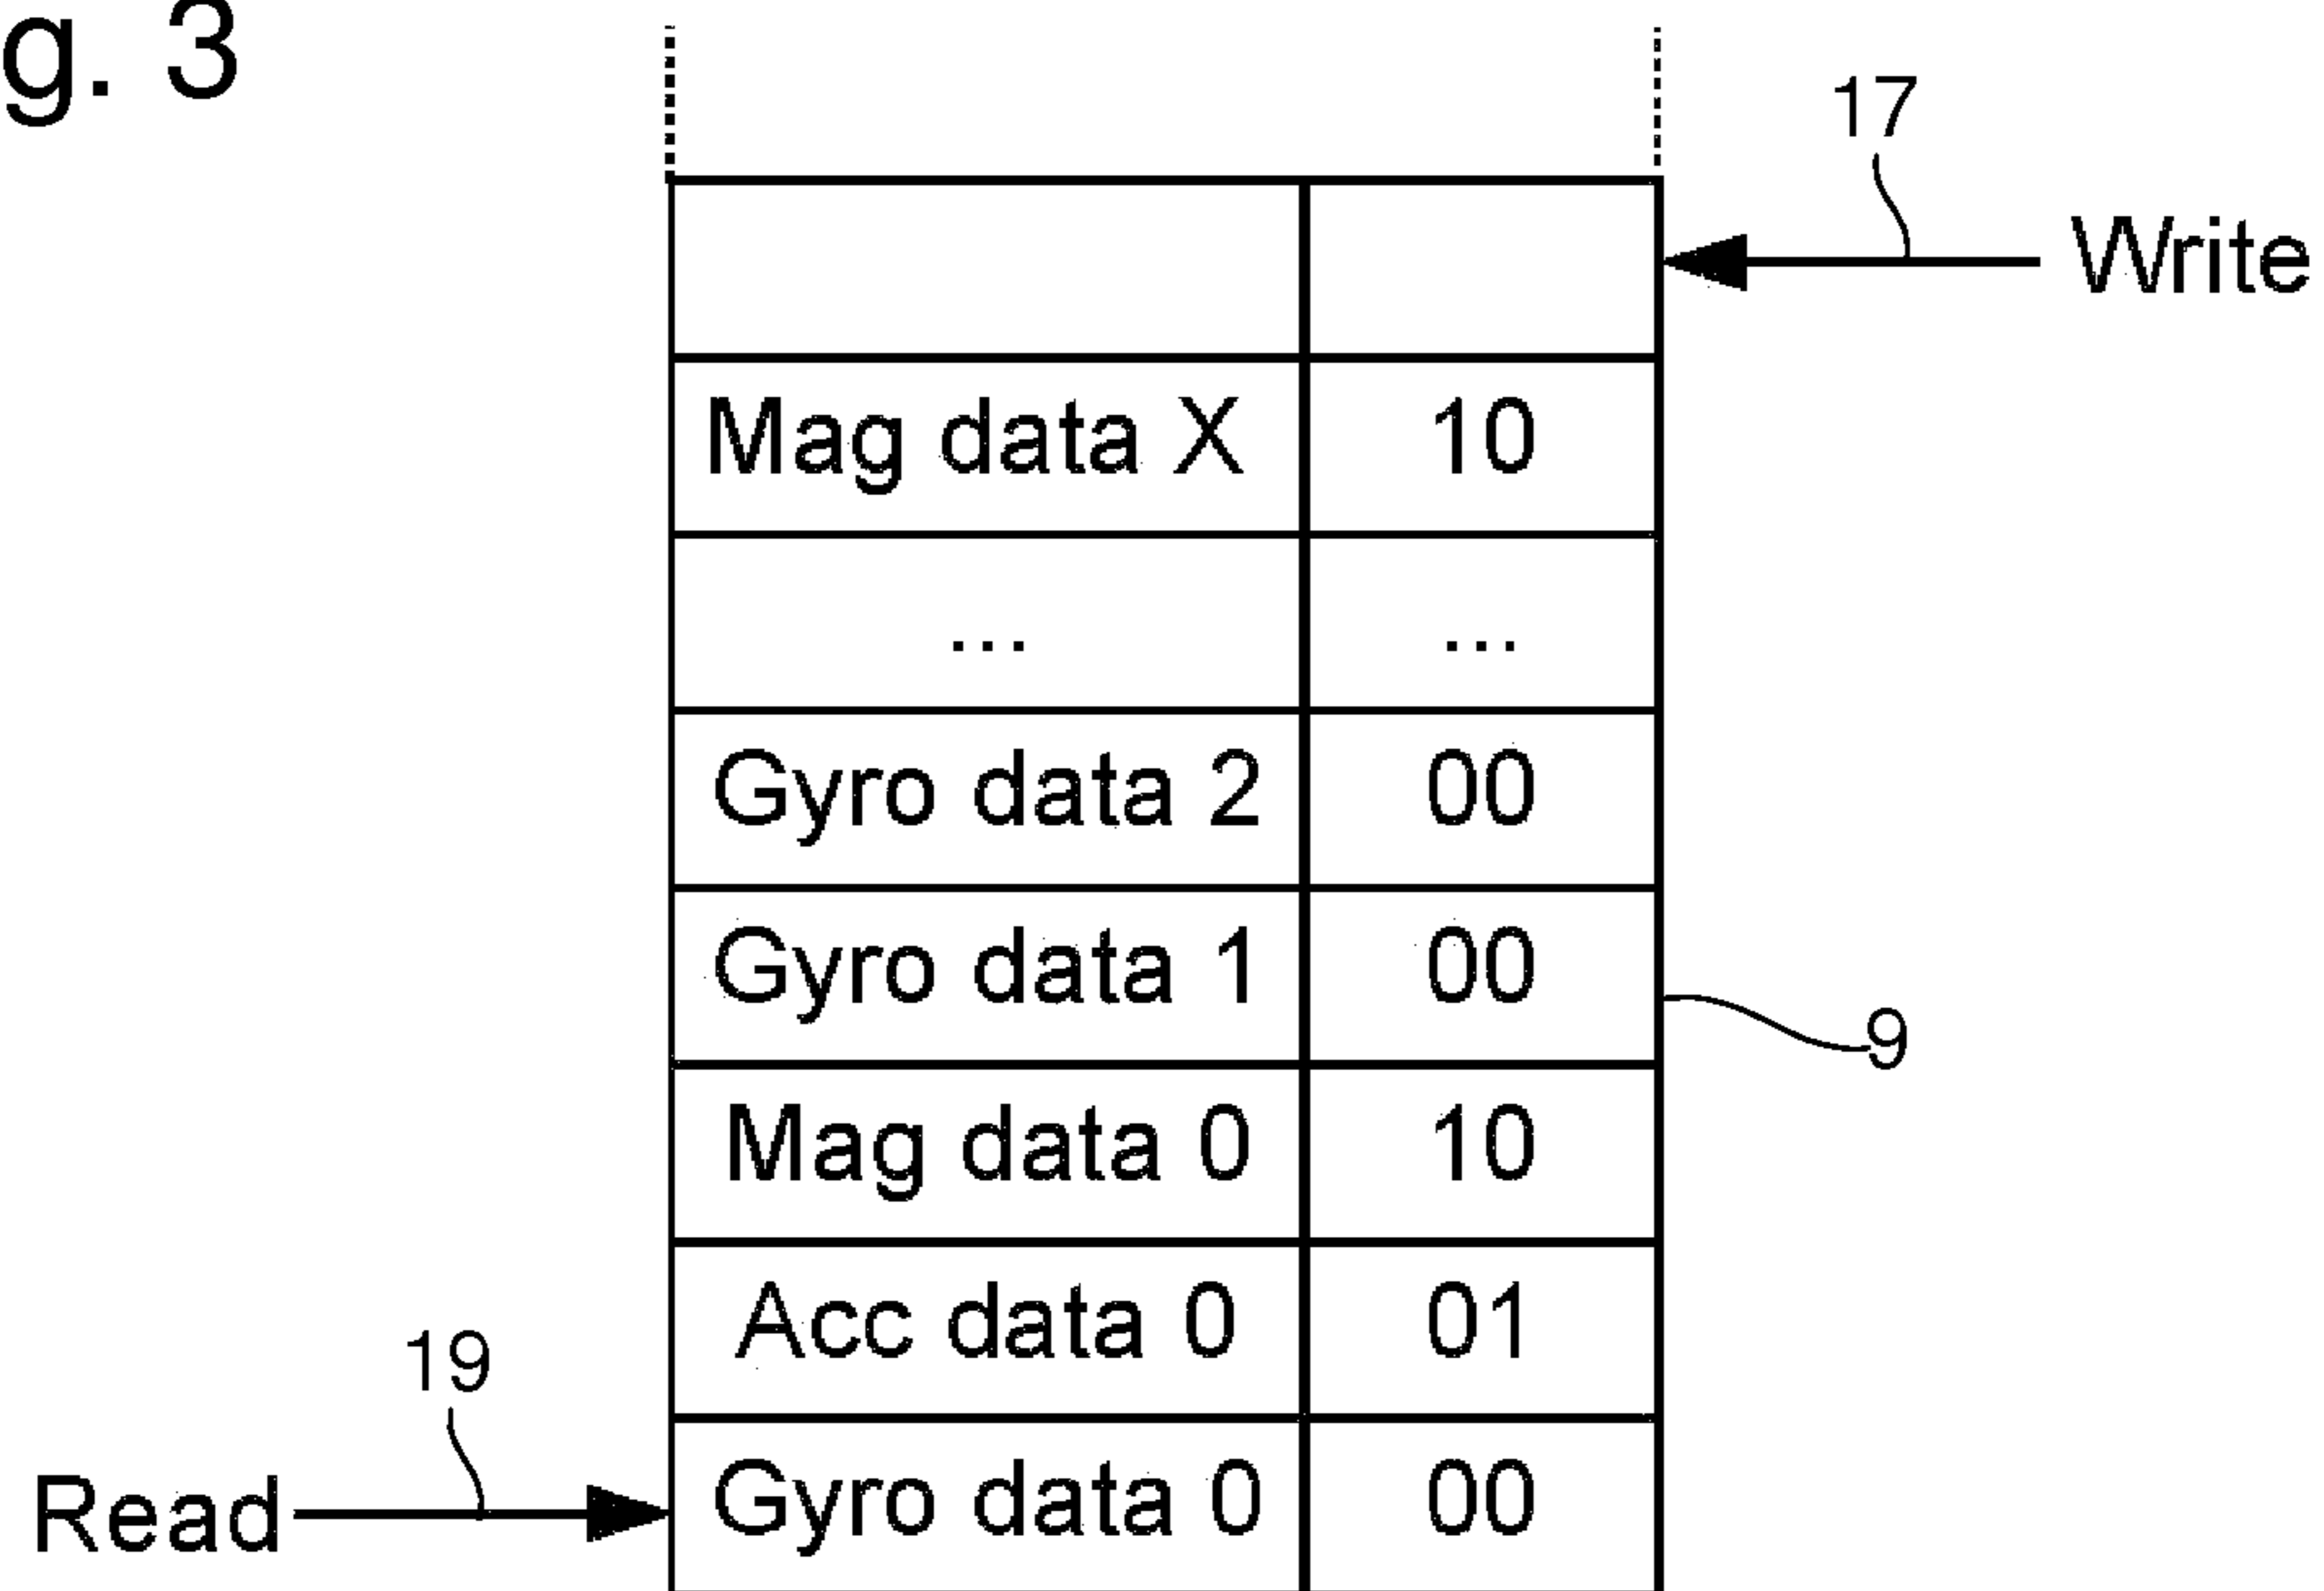 g. 3
17
Write
Mag data X 10
... ...
Gyro data 2 00
Gyro data 1 00
9
Mag data 0 10
Acc data 0 01
19
Read Gyro data 0 00